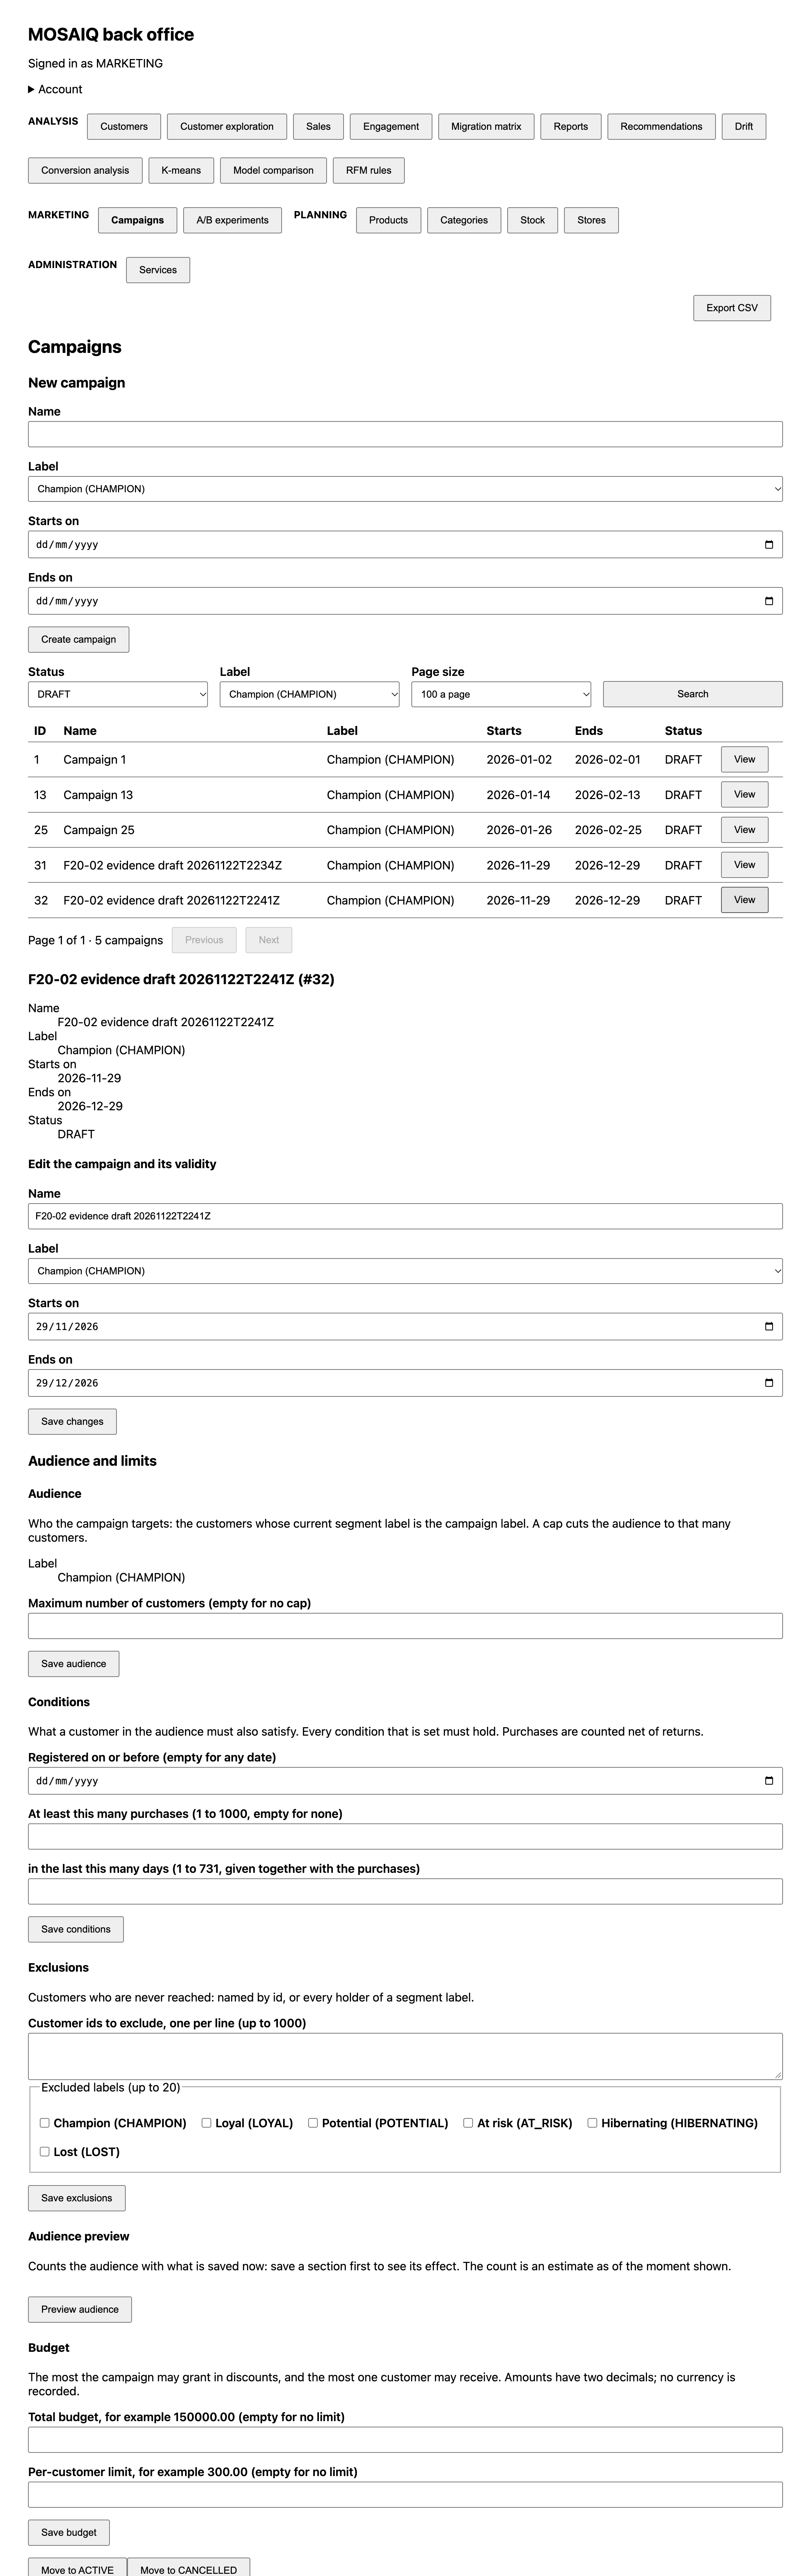 MOSAIQ back office
Signed in as MARKETING
Account
ANALYSIS Customers Customer exploration Sales Engagement Migration matrix Reports Recommendations Drift
Conversion analysis K-means Model comparison RFM rules
MARKETING Campaigns A/B experiments PLANNING Products Categories Stock Stores
ADMINISTRATION Services
Export CSV
Campaigns
New campaign
Name
Label
Champion (CHAMPION)
Starts on
dd/mm/yyyy
Ends on
dd/mm/yyyy
Create campaign
Status Label Page size
DRAFT Champion (CHAMPION) 100 a page Search
ID Name Label Starts Ends Status
1 Campaign 1 Champion (CHAMPION) 2026-01-02 2026-02-01 DRAFT View
13 Campaign 13 Champion (CHAMPION) 2026-01-14 2026-02-13 DRAFT View
25 Campaign 25 Champion (CHAMPION) 2026-01-26 2026-02-25 DRAFT View
31 F20-02 evidence draft 20261122T2234Z Champion (CHAMPION) 2026-11-29 2026-12-29 DRAFT View
32 F20-02 evidence draft 20261122T2241Z Champion (CHAMPION) 2026-11-29 2026-12-29 DRAFT View
Page 1 of 1 · 5 campaigns Previous Next
F20-02 evidence draft 20261122T2241Z (#32)
Name
F20-02 evidence draft 20261122T2241Z
Label
Champion (CHAMPION)
Starts on
2026-11-29
Ends on
2026-12-29
Status
DRAFT
Edit the campaign and its validity
Name
F20-02 evidence draft 20261122T2241Z
Label
Champion (CHAMPION)
Starts on
29/11/2026
Ends on
29/12/2026
Save changes
Audience and limits
Audience
Who the campaign targets: the customers whose current segment label is the campaign label. A cap cuts the audience to that many
customers.
Label
Champion (CHAMPION)
Maximum number of customers (empty for no cap)
Save audience
Conditions
What a customer in the audience must also satisfy. Every condition that is set must hold. Purchases are counted net of returns.
Registered on or before (empty for any date)
dd/mm/yyyy
At least this many purchases (1 to 1000, empty for none)
in the last this many days (1 to 731, given together with the purchases)
Save conditions
Exclusions
Customers who are never reached: named by id, or every holder of a segment label.
Customer ids to exclude, one per line (up to 1000)
Excluded labels (up to 20)
Champion (CHAMPION) Loyal (LOYAL) Potential (POTENTIAL) At risk (AT_RISK) Hibernating (HIBERNATING)
Lost (LOST)
Save exclusions
Audience preview
Counts the audience with what is saved now: save a section first to see its effect. The count is an estimate as of the moment shown.
Preview audience
Budget
The most the campaign may grant in discounts, and the most one customer may receive. Amounts have two decimals; no currency is
recorded.
Total budget, for example 150000.00 (empty for no limit)
Per-customer limit, for example 300.00 (empty for no limit)
Save budget
Move to ACTIVE Move to CANCELLED